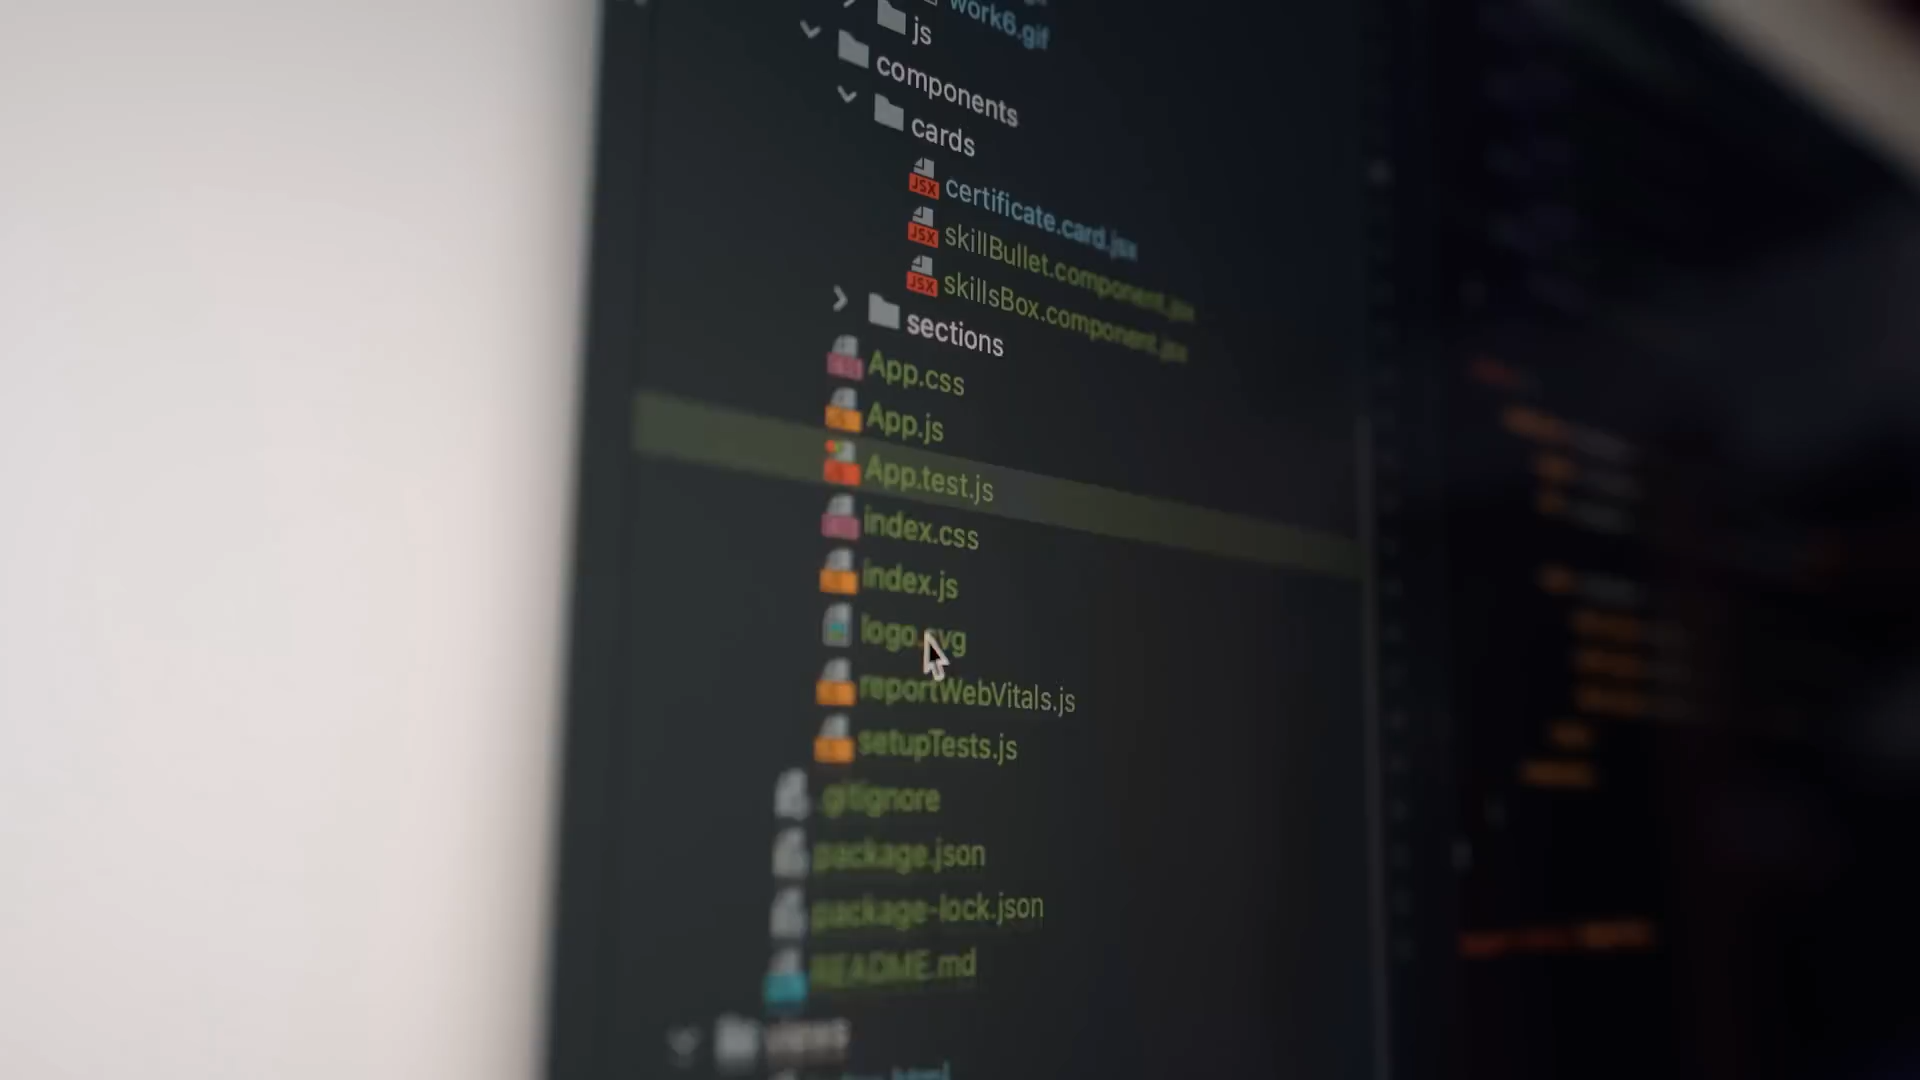 work6.gif
js
components
cards
JSX certificate.card.jsx
JSX skillBullet.component.jsx
JSX skillsBox.component.jsx
sections
App.css
App.js
App.test.js
index.css
index.js
logo.svg
reportWebVitals.js
setupTests.js
.gitignore
package.json
package-lock.json
README.md
views